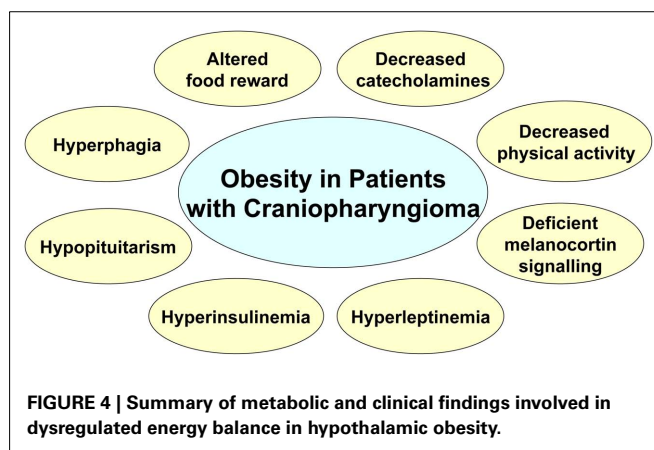 Altered
food reward
Decreased
catecholamines
Hyperphagia
Decreased
physical activity
Obesity in Patients
with Craniopharyngioma
Hypopituitarism
Deficient
melanocortin
signalling
Hyperinsulinemia
Hyperleptinemia
FIGURE 4 | Summary of metabolic and clinical findings involved in
dysregulated energy balance in hypothalamic obesity.